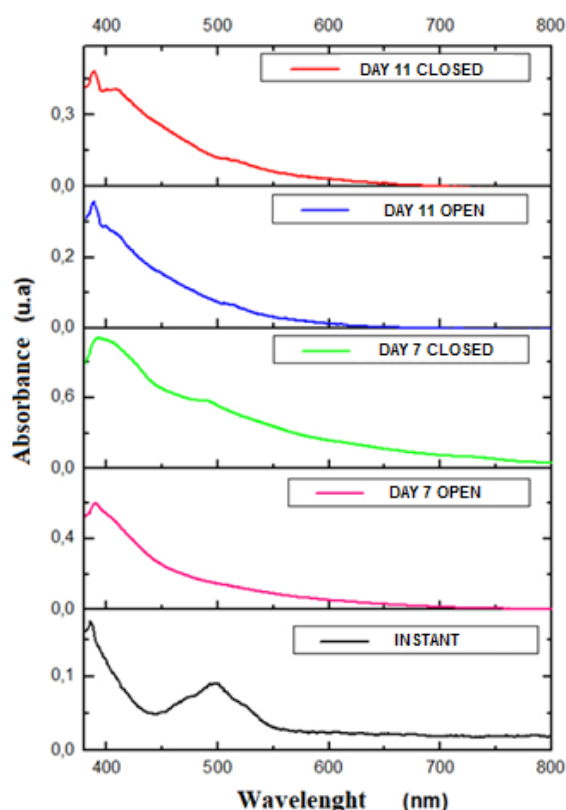 400 500 600 700 800
DAY 11 CLOSED
0,3
0,0
DAY 11 OPEN
0,2
0,0
DAY 7 CLOSED
0,6
0,0
DAY 7 OPEN
0,4
0,0
INSTANT
0,1
0,0
Absorbance (u.a)
400 500 600 700 800
Wavelenght (nm)